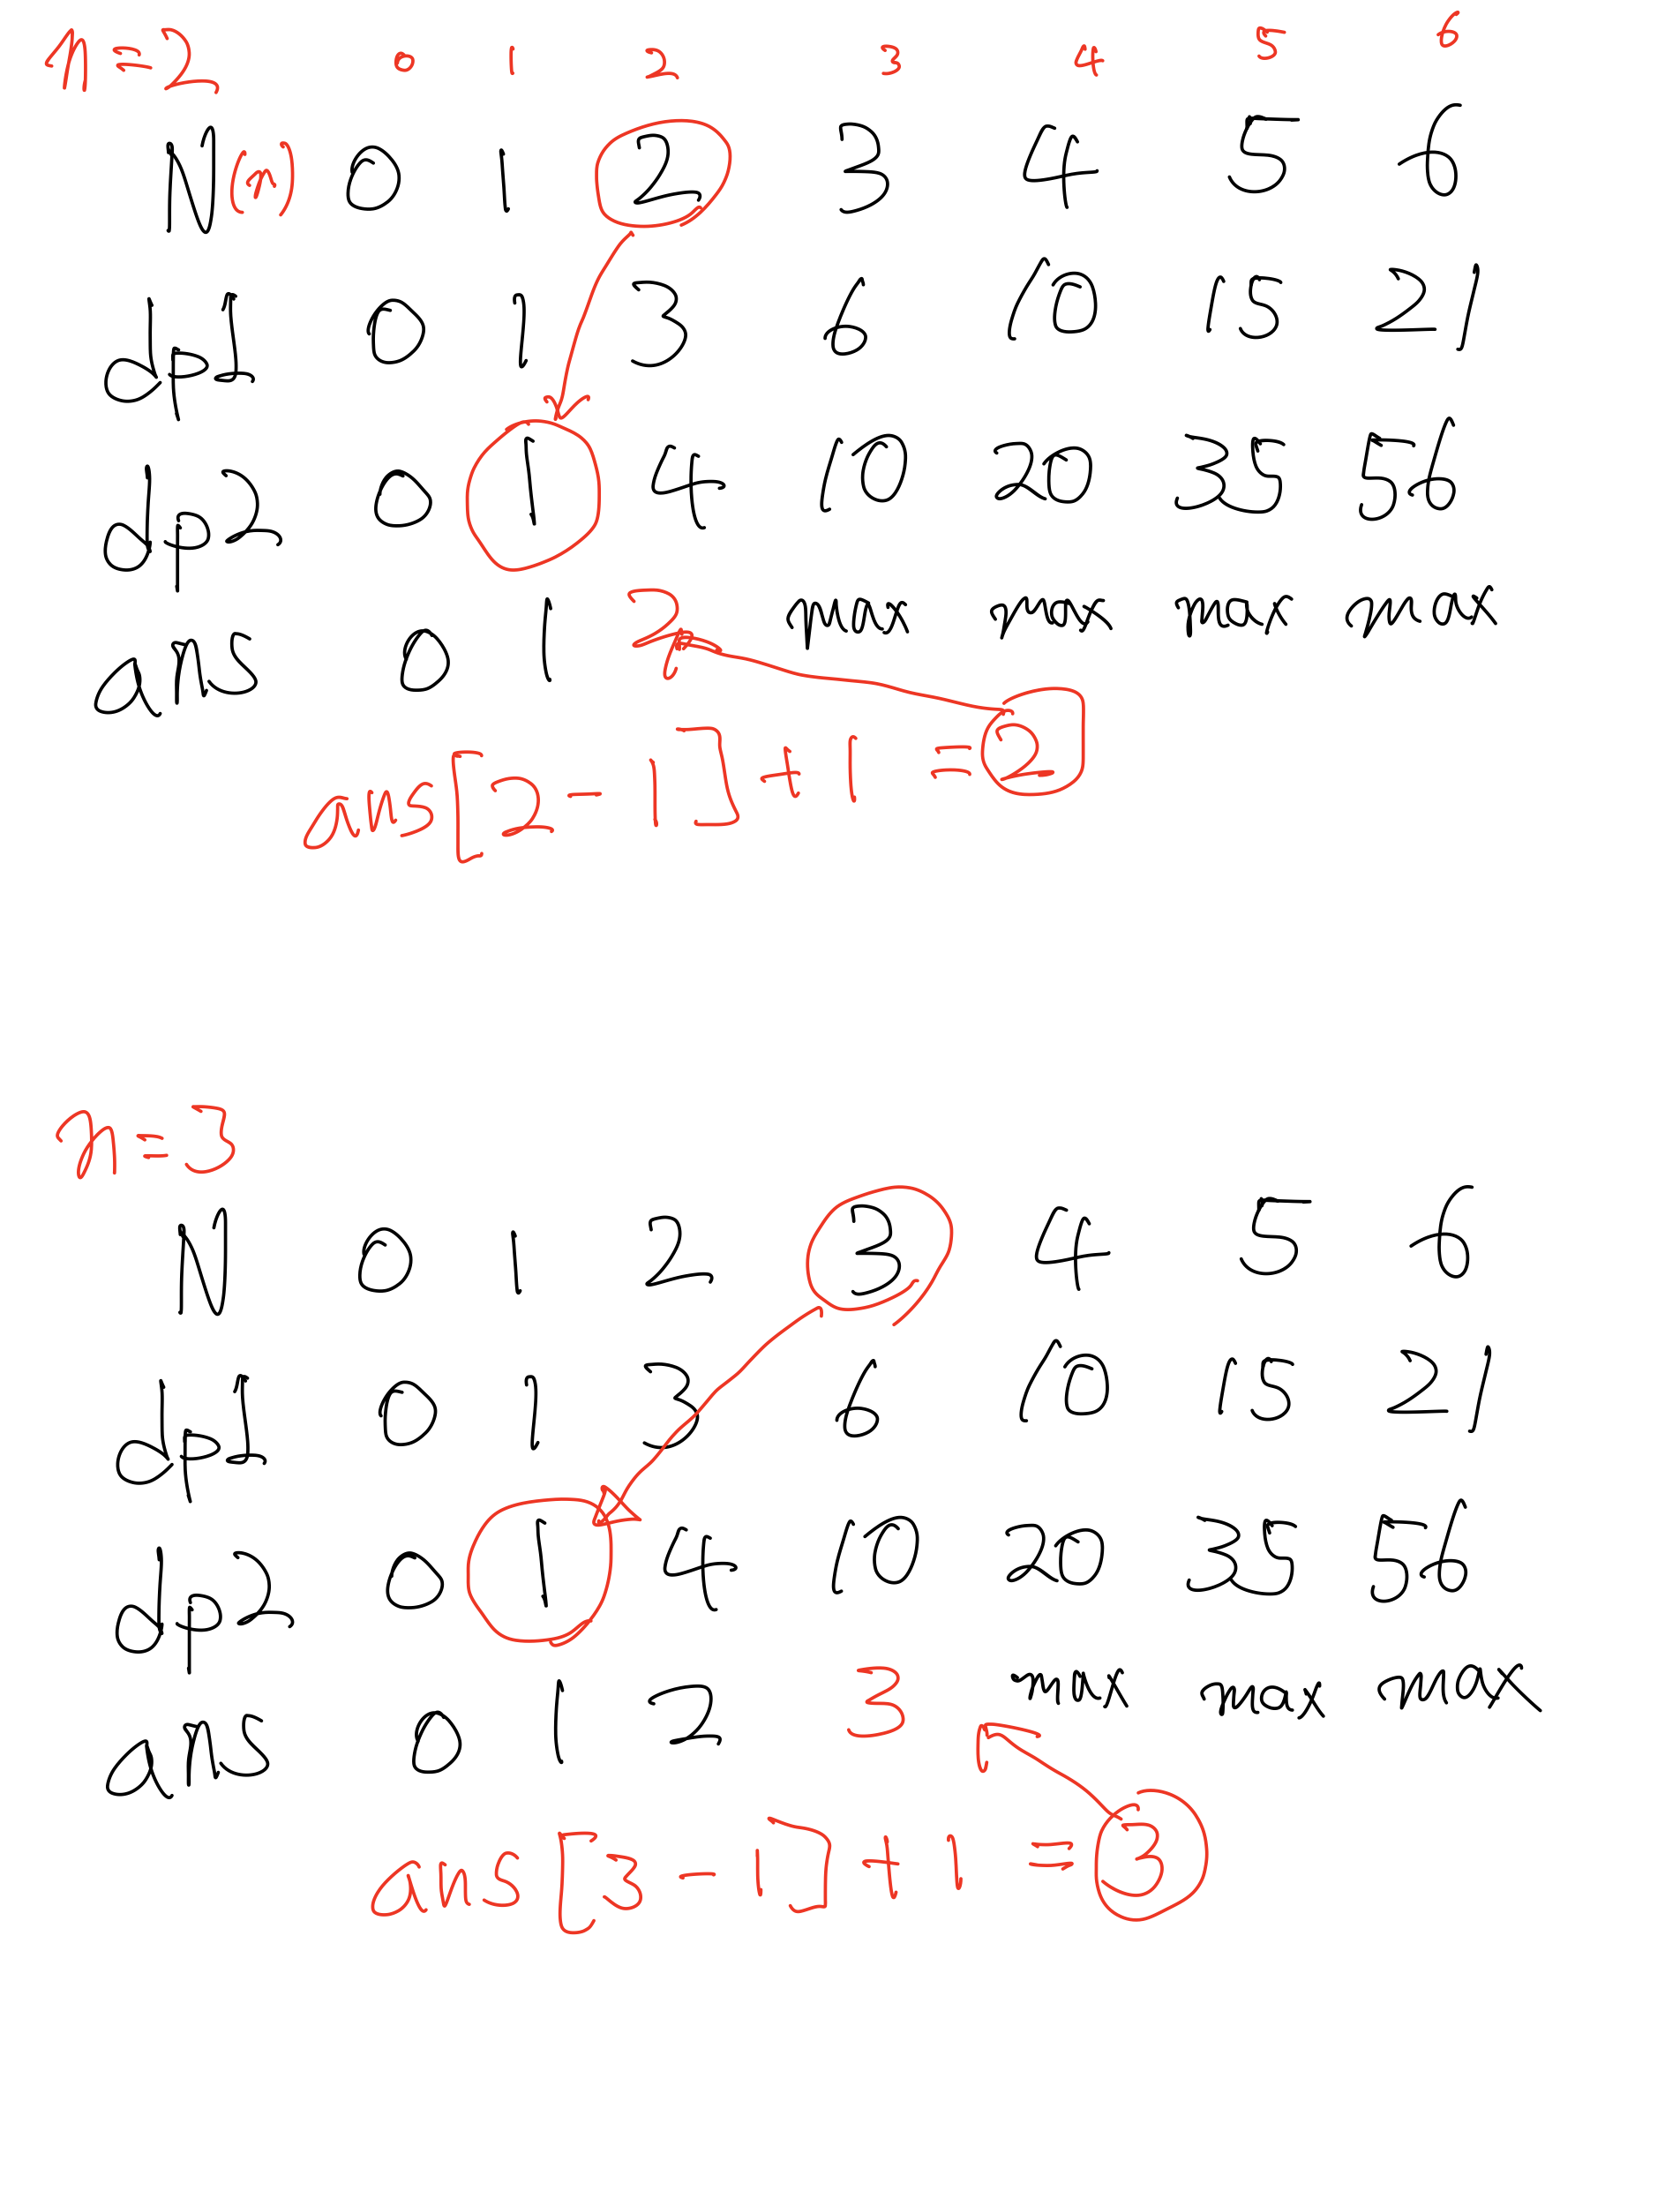 n=2 0 1 2 3 4 5 6
N(n) 0 1 2 3 4 5 6
dp1 0 1 3 6 10 15 21
dp2 0 1 4 10 20 35 56
ans 0 1 2 max max max max
ans[2-1]+1=2
n=3
N 0 1 2 3 4 5 6
dp1 0 1 3 6 10 15 21
dp2 0 1 4 10 20 35 56
ans 0 1 2 3 max max max
ans[3-1]+1=3